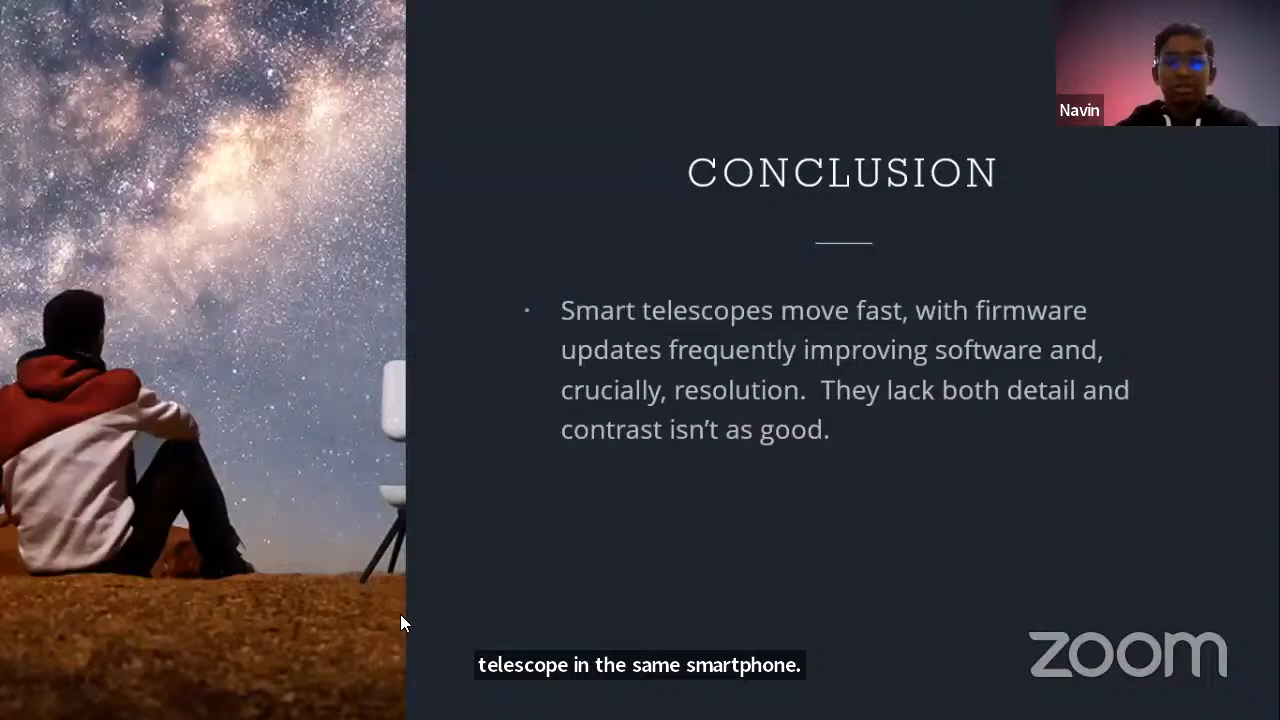 Navin
CONCLUSION
· Smart telescopes move fast, with firmware
updates frequently improving software and,
crucially, resolution.  They lack both detail and
contrast isn’t as good.
telescope in the same smartphone.
zoom